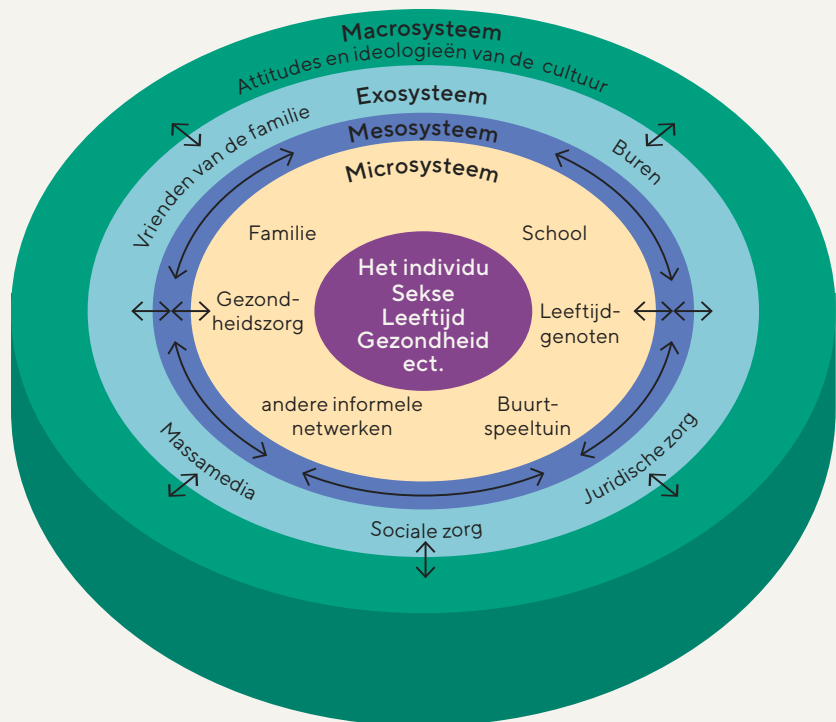 Macrosysteem
Attitudes en ideologieën van de cultuur
Exosysteem
Vrienden van de familie
Buren
Mesosysteem
Microsysteem
Familie
School
Het individu
Sekse
Leeftijd
Gezondheid
ect.
Gezond-
heidszorg
Leeftijd-
genoten
andere informele
netwerken
Buurt-
speeltuin
Massamedia
Sociale zorg
Juridische zorg